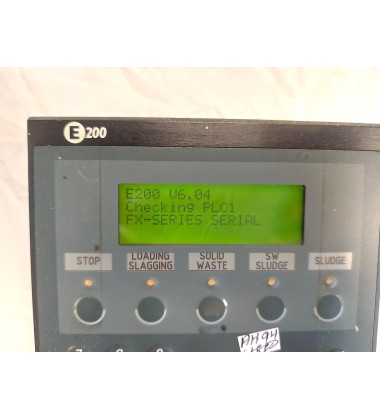 E200
E200 V6.04
Checking PLC1
FX-SERIES SERIAL
STOP
LOADING SLAGGING
SOLID WASTE
SW SLUDGE
SLUDGE